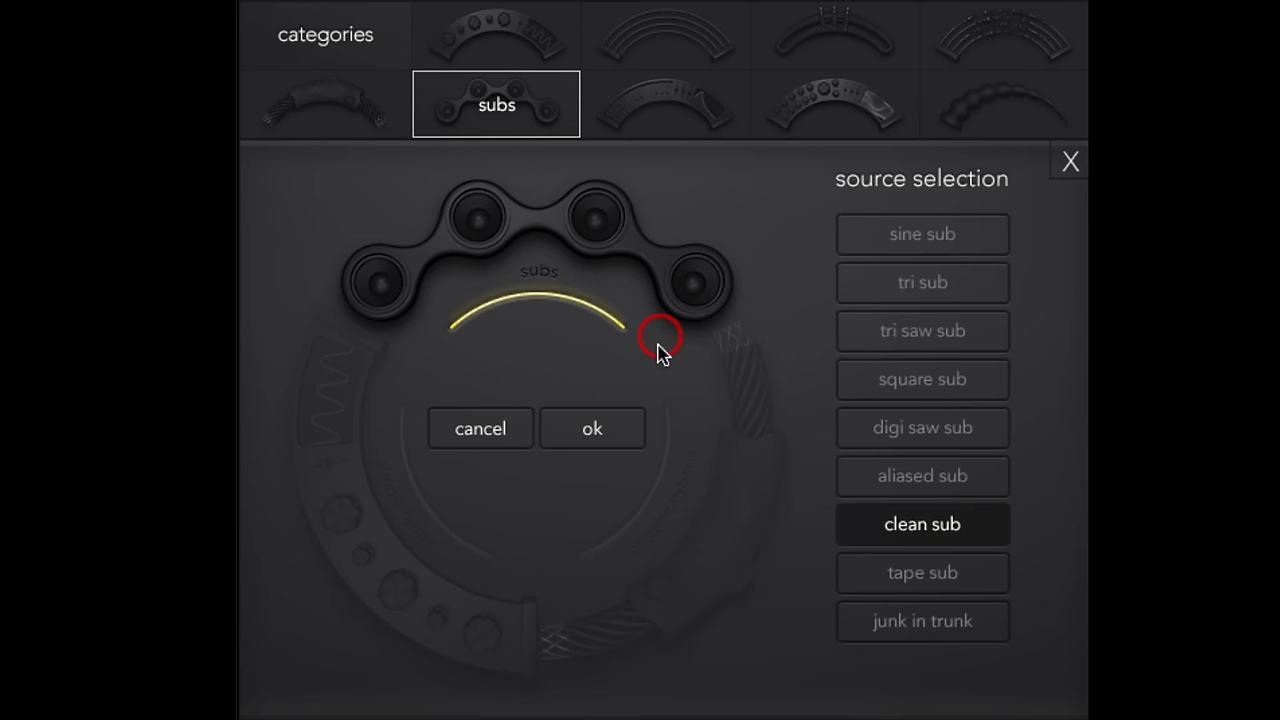 categories
subs
X
source selection
sine sub
tri sub
subs
tri saw sub
square sub
cancel
ok
digi saw sub
aliased sub
clean sub
tape sub
junk in trunk